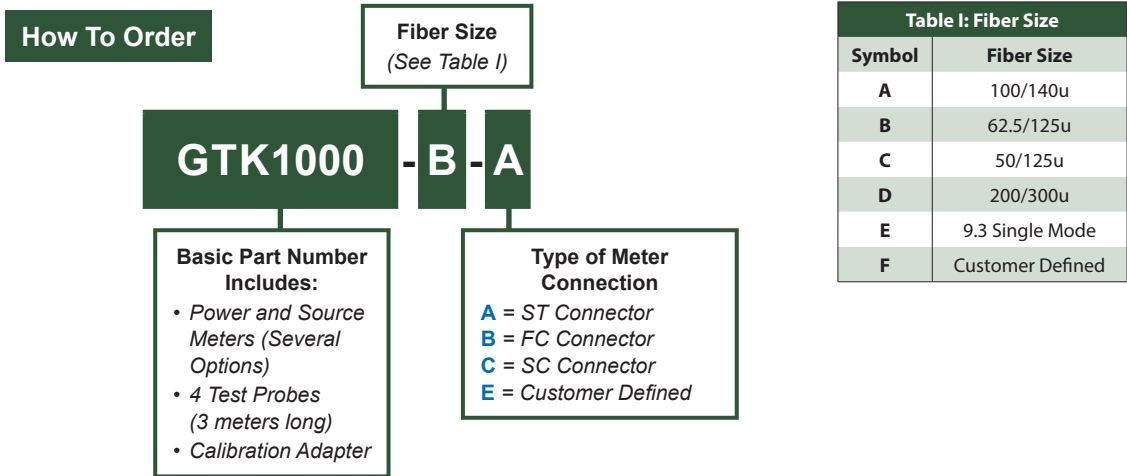 How To Order
Fiber Size
(See Table I)
GTK1000 - B - A
Basic Part Number
Includes:
• Power and Source
Meters (Several
Options)
• 4 Test Probes
(3 meters long)
• Calibration Adapter
Type of Meter
Connection
A = ST Connector
B = FC Connector
C = SC Connector
E = Customer Defined
Table I: Fiber Size
Symbol Fiber Size
A 100/140u
B 62.5/125u
C 50/125u
D 200/300u
E 9.3 Single Mode
F Customer Defined